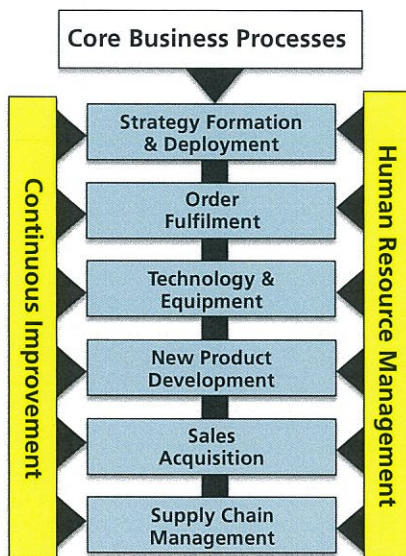 Core Business Processes
Strategy Formation
& Deployment
Order
Fulfilment
Technology &
Equipment
New Product
Development
Sales
Acquisition
Supply Chain
Management
Continuous Improvement
Human Resource Management